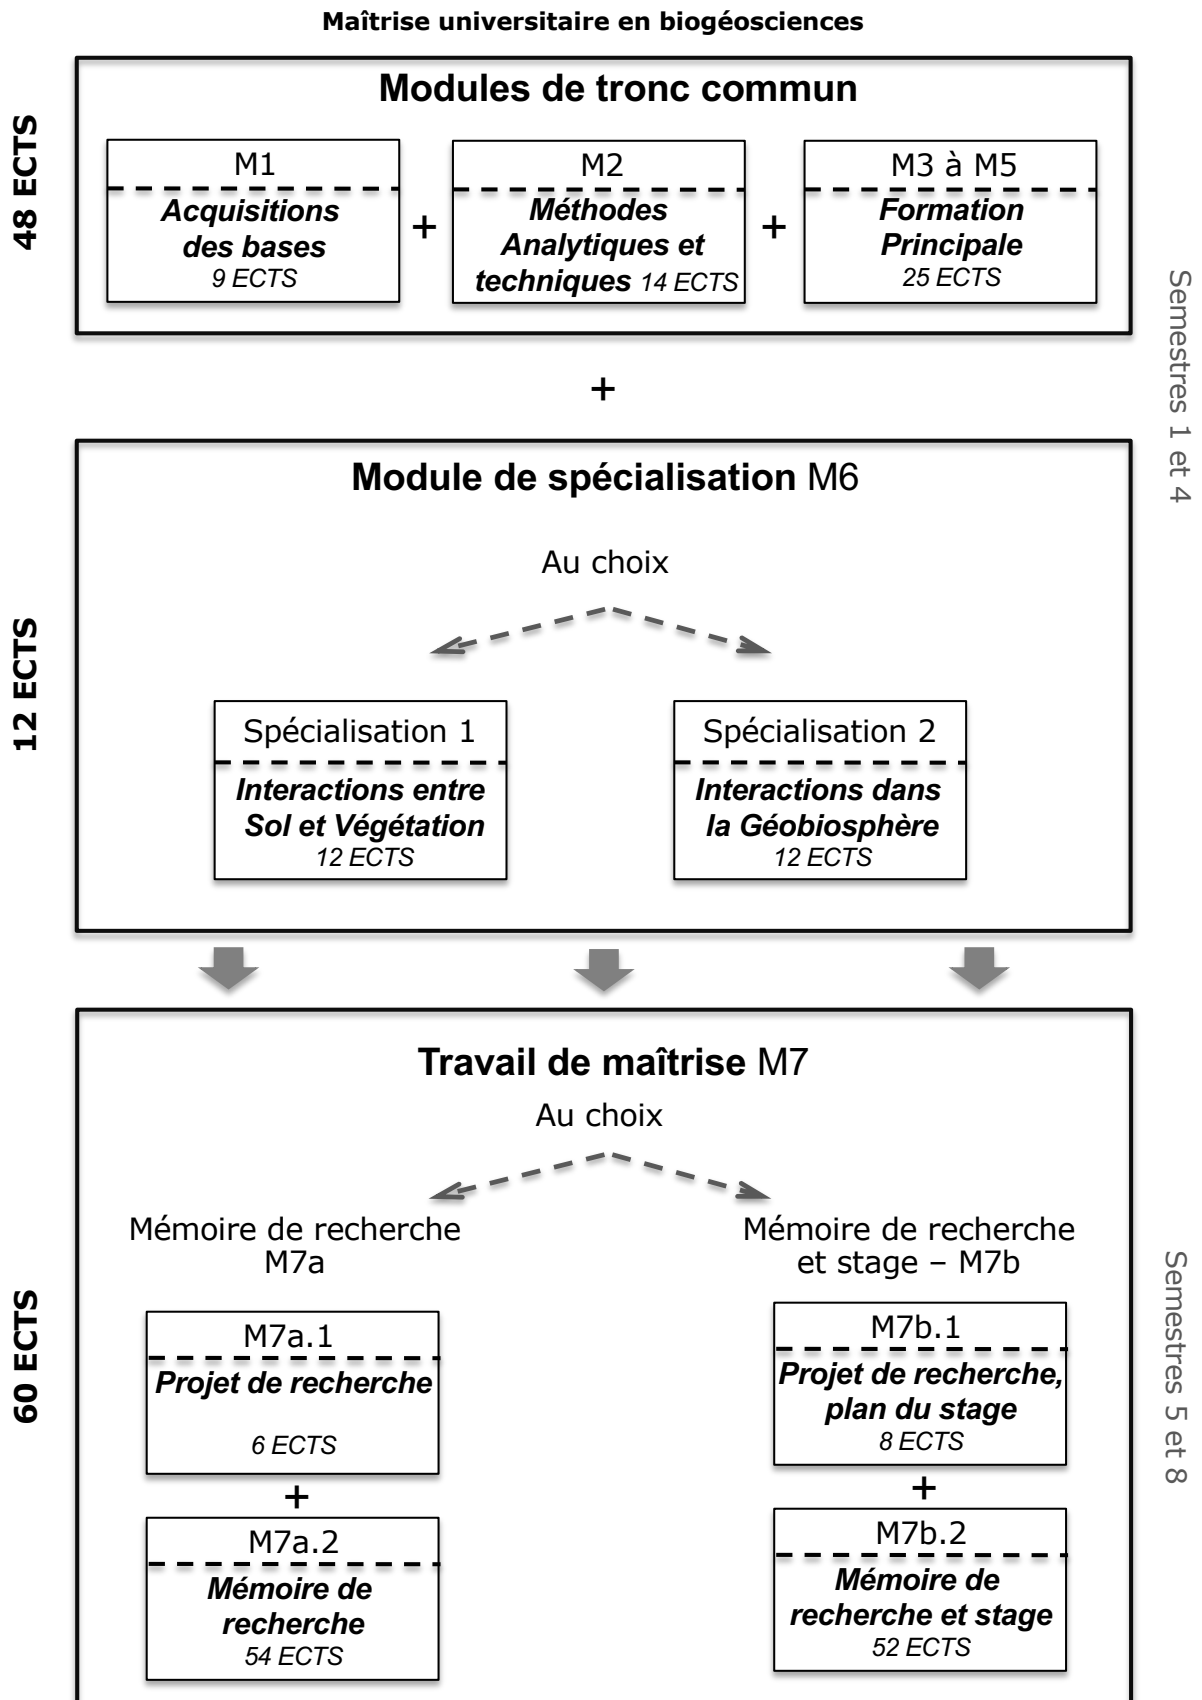 Maîtrise universitaire en biogéosciences
48 ECTS
Modules de tronc commun
M1
Acquisitions
des bases
9 ECTS
+
M2
Méthodes
Analytiques et
techniques 14 ECTS
+
M3 à M5
Formation
Principale
25 ECTS
Semestres 1 et 4
+
12 ECTS
Module de spécialisation M6
Au choix
Spécialisation 1
Interactions entre
Sol et Végétation
12 ECTS
Spécialisation 2
Interactions dans
la Géobiosphère
12 ECTS
60 ECTS
Travail de maîtrise M7
Au choix
Mémoire de recherche
M7a
M7a.1
Projet de recherche
6 ECTS
+
M7a.2
Mémoire de
recherche
54 ECTS
Mémoire de recherche
et stage – M7b
M7b.1
Projet de recherche,
plan du stage
8 ECTS
+
M7b.2
Mémoire de
recherche et stage
52 ECTS
Semestres 5 et 8